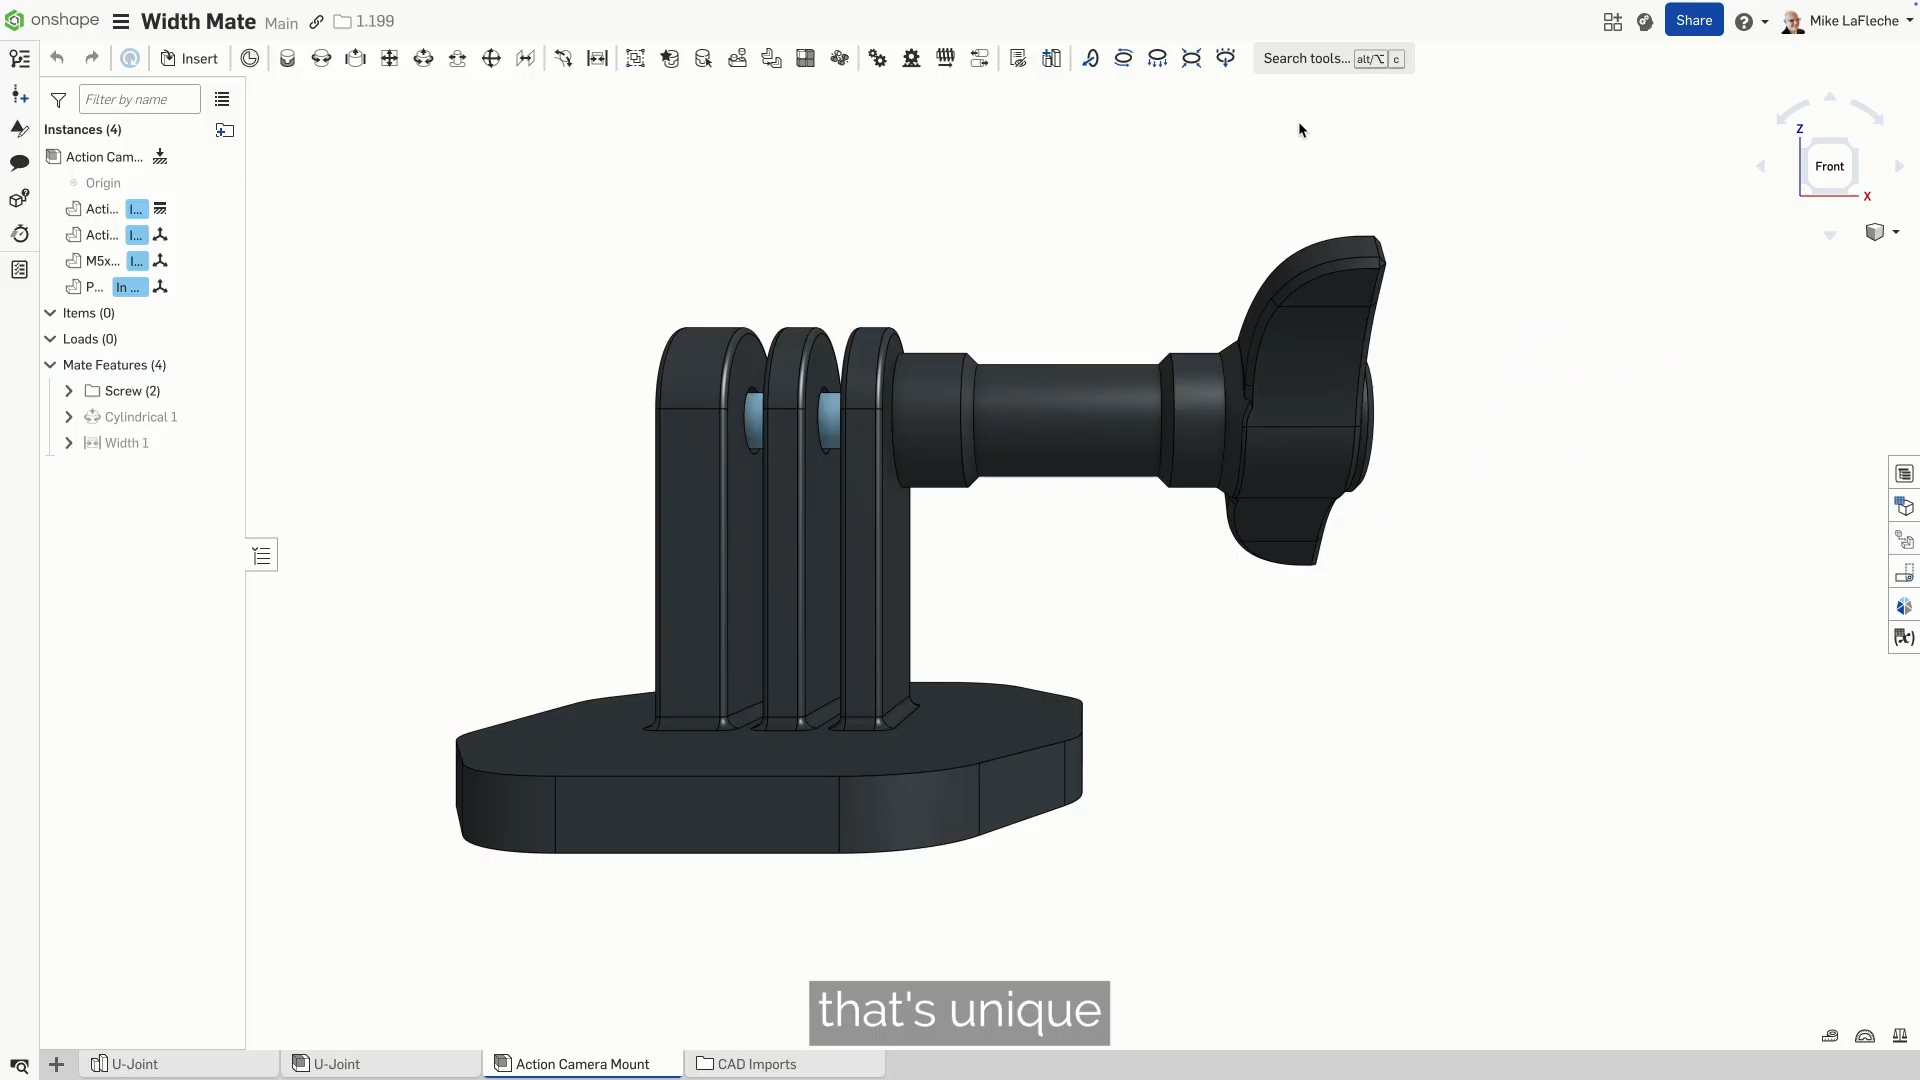 onshape Width Mate Main 1.199 Share Mike LaFleche
Insert Search tools... alt/⌥ c
Filter by name
Instances (4)
Action Cam...
Origin
Acti... I...
Acti... I...
M5x... I...
P... In ...
Items (0)
Loads (0)
Mate Features (4)
Screw (2)
Cylindrical 1
Width 1
Z
Front
X
(x)
that's unique
U-Joint U-Joint Action Camera Mount CAD Imports